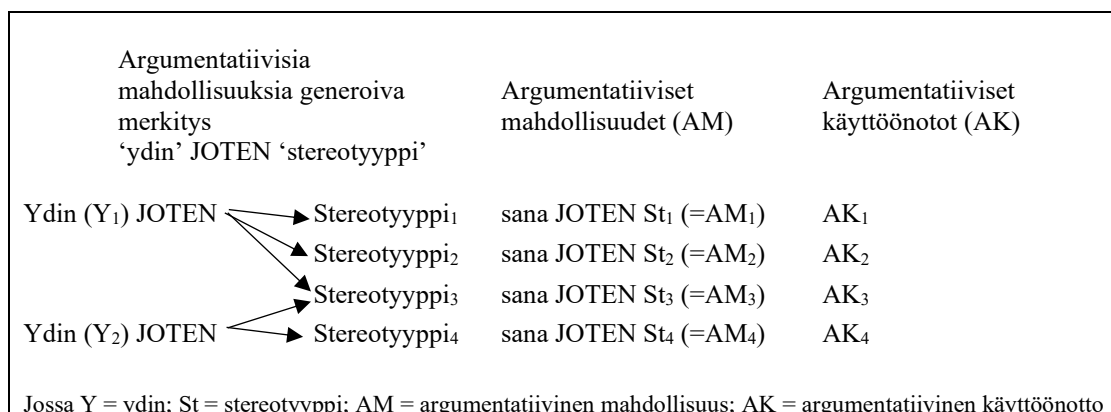 Argumentatiivisia
mahdollisuuksia generoiva
merkitys
‘ydin’ JOTEN ‘stereotyyppi’
Argumentatiiviset
mahdollisuudet (AM)
Argumentatiiviset
käyttöönotot (AK)
Ydin (Y₁) JOTEN Stereotyyppi₁ sana JOTEN St₁ (=AM₁) AK₁
Stereotyyppi₂ sana JOTEN St₂ (=AM₂) AK₂
Stereotyyppi₃ sana JOTEN St₃ (=AM₃) AK₃
Ydin (Y₂) JOTEN Stereotyyppi₄ sana JOTEN St₄ (=AM₄) AK₄
Jossa Y = ydin; St = stereotyyppi; AM = argumentatiivinen mahdollisuus; AK = argumentatiivinen käyttöönotto